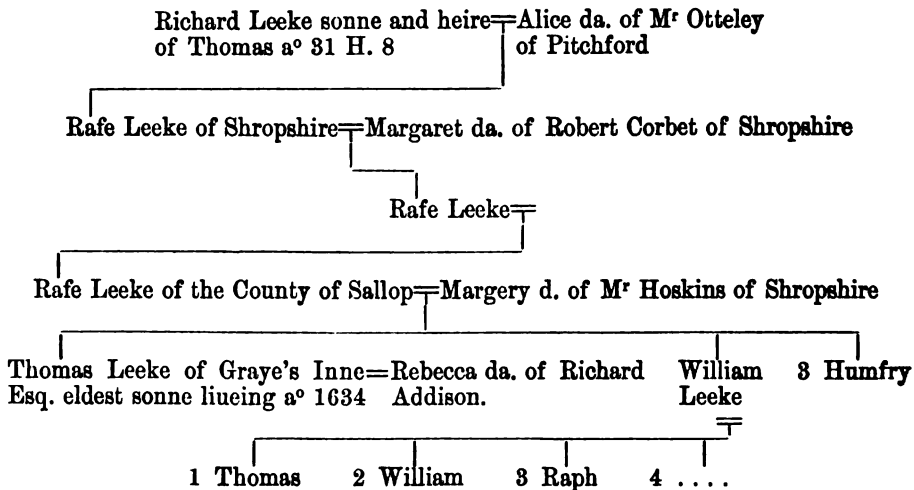 Richard Leeke sonne and heire=Alice da. of Mr Otteley
of Thomas ao 31 H. 8 of Pitchford
Rafe Leeke of Shropshire=Margaret da. of Robert Corbet of Shropshire
Rafe Leeke=
Rafe Leeke of the County of Sallop=Margery d. of Mr Hoskins of Shropshire
Thomas Leeke of Graye's Inne=Rebecca da. of Richard William 3 Humfry
Esq. eldest sonne liueing ao 1634 Addison. Leeke
=
1 Thomas 2 William 3 Raph 4 ....